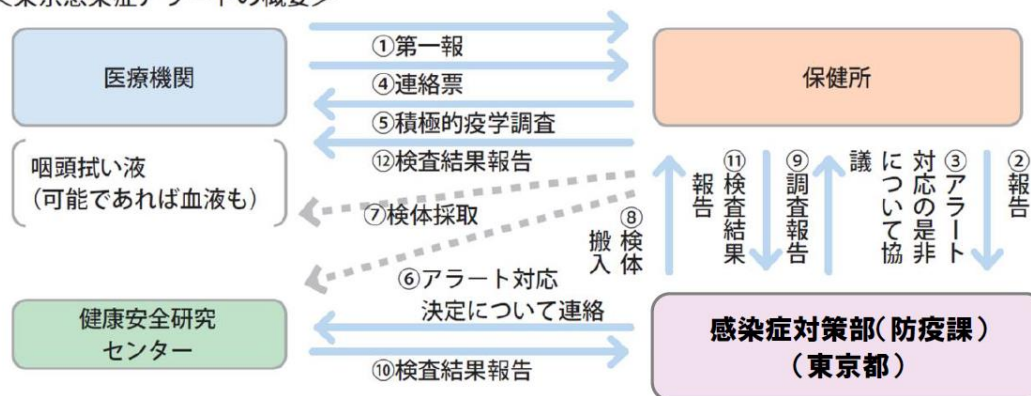 ＜東京感染症アラートの概要＞
医療機関
保健所
①第一報
④連絡票
⑤積極的疫学調査
⑫検査結果報告
咽頭拭い液
(可能であれば血液も)
⑦検体採取
⑧検体
搬入
⑪検査結果
報告
⑨調査報告
③アラート
対応の是非
について協
議
②報告
⑥アラート対応
決定について連絡
健康安全研究
センター
⑩検査結果報告
感染症対策部(防疫課)
(東京都)